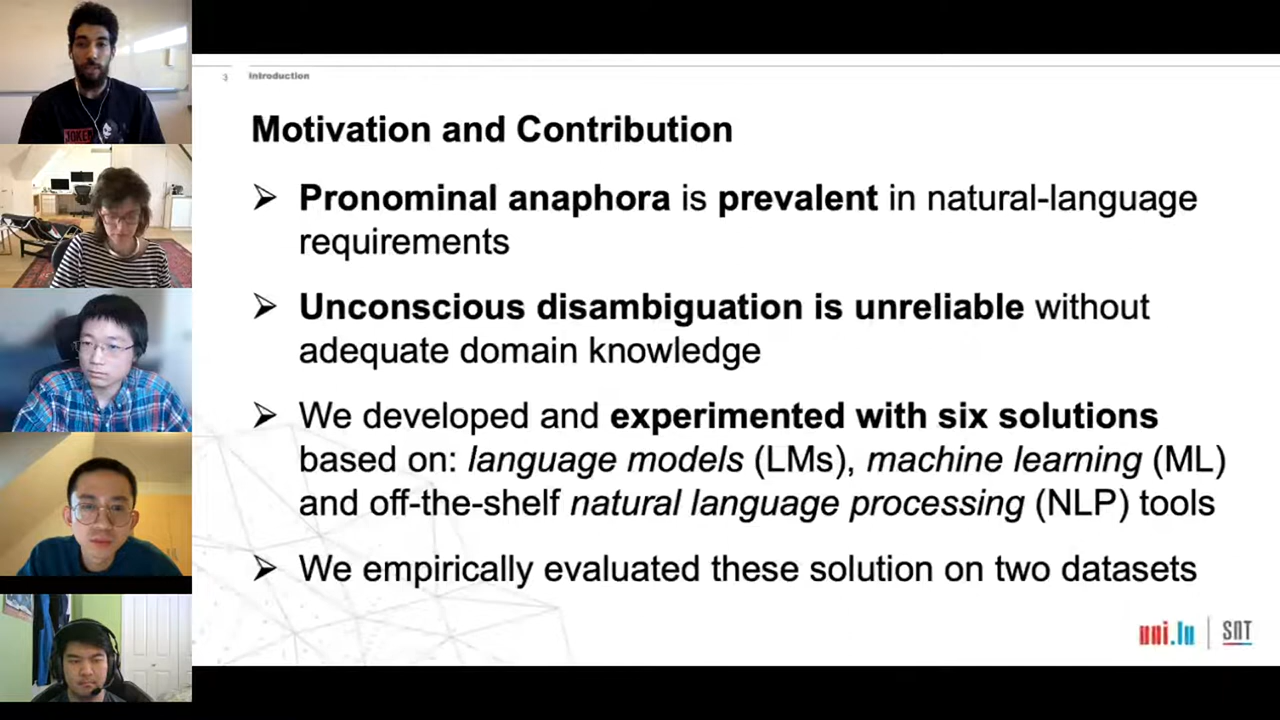 3 Introduction
Motivation and Contribution
➢ Pronominal anaphora is prevalent in natural-language
requirements
➢ Unconscious disambiguation is unreliable without
adequate domain knowledge
➢ We developed and experimented with six solutions
based on: language models (LMs), machine learning (ML)
and off-the-shelf natural language processing (NLP) tools
➢ We empirically evaluated these solution on two datasets
uni.lu SNT
JOKER